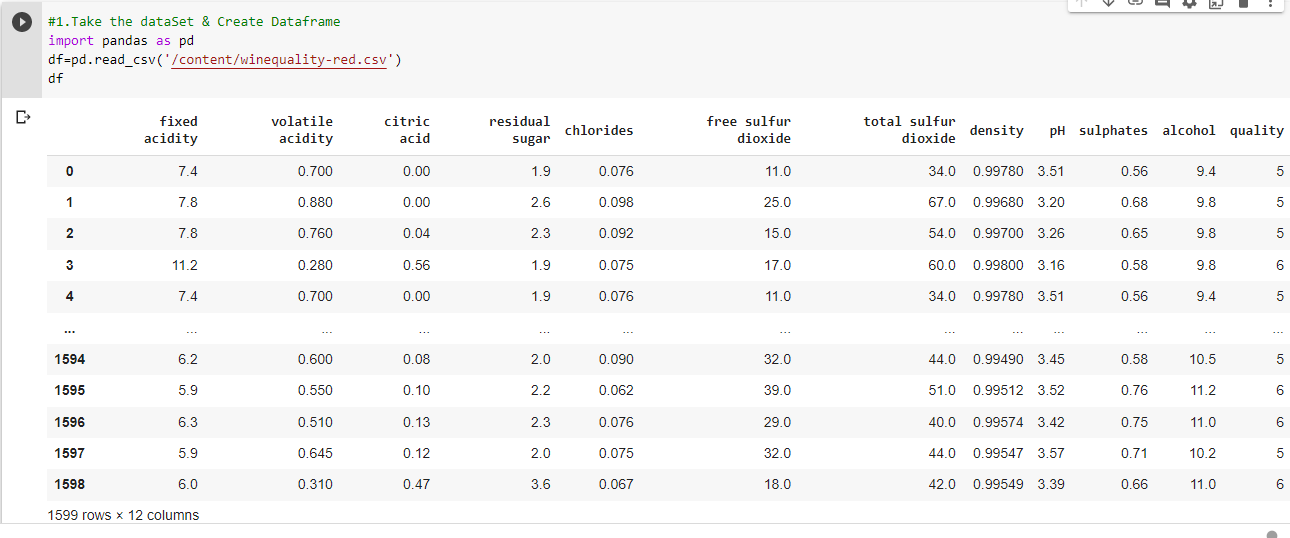 #1.Take the dataSet & Create Dataframe
import pandas as pd
df=pd.read_csv('/content/winequality-red.csv')
df
fixed acidity volatile acidity citric acid residual sugar chlorides free sulfur dioxide total sulfur dioxide density pH sulphates alcohol quality
0 7.4 0.700 0.00 1.9 0.076 11.0 34.0 0.99780 3.51 0.56 9.4 5
1 7.8 0.880 0.00 2.6 0.098 25.0 67.0 0.99680 3.20 0.68 9.8 5
2 7.8 0.760 0.04 2.3 0.092 15.0 54.0 0.99700 3.26 0.65 9.8 5
3 11.2 0.280 0.56 1.9 0.075 17.0 60.0 0.99800 3.16 0.58 9.8 6
4 7.4 0.700 0.00 1.9 0.076 11.0 34.0 0.99780 3.51 0.56 9.4 5
... ... ... ... ... ... ... ... ... ... ... ... ...
1594 6.2 0.600 0.08 2.0 0.090 32.0 44.0 0.99490 3.45 0.58 10.5 5
1595 5.9 0.550 0.10 2.2 0.062 39.0 51.0 0.99512 3.52 0.76 11.2 6
1596 6.3 0.510 0.13 2.3 0.076 29.0 40.0 0.99574 3.42 0.75 11.0 6
1597 5.9 0.645 0.12 2.0 0.075 32.0 44.0 0.99547 3.57 0.71 10.2 5
1598 6.0 0.310 0.47 3.6 0.067 18.0 42.0 0.99549 3.39 0.66 11.0 6
1599 rows × 12 columns